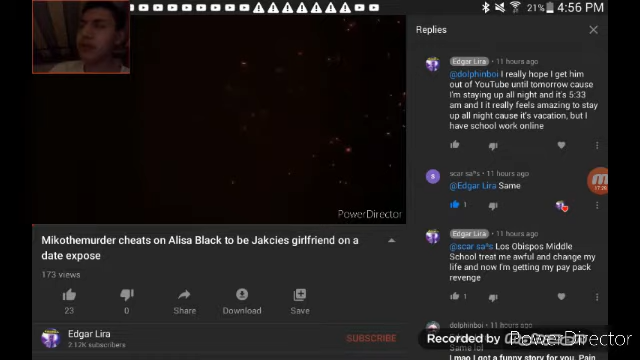 21% 4:56 PM
Replies
Edgar Lira • 11 hours ago
@dolphinboi I really hope I get him
out of YouTube until tomorrow cause
I'm staying up all night and it's 5:33
am and I it really feels amazing to stay
up all night cause it's vacation, but I
have school work online
scar sa^s • 11 hours ago
@Edgar Lira Same
1
Edgar Lira • 11 hours ago
@scar sa^s Los Obispos Middle
School treat me awful and change my
life and now I'm getting my pay pack
revenge
1
dolphinboi • 11 hours ago
Same lol
I mao I got a funny story for you. Pain
PowerDirector
Mikothemurder cheats on Alisa Black to be Jakcies girlfriend on a
date expose
173 views
23
0
Share
Download
Save
Edgar Lira
2.12K subscribers
SUBSCRIBE
Recorded by
PowerDirector